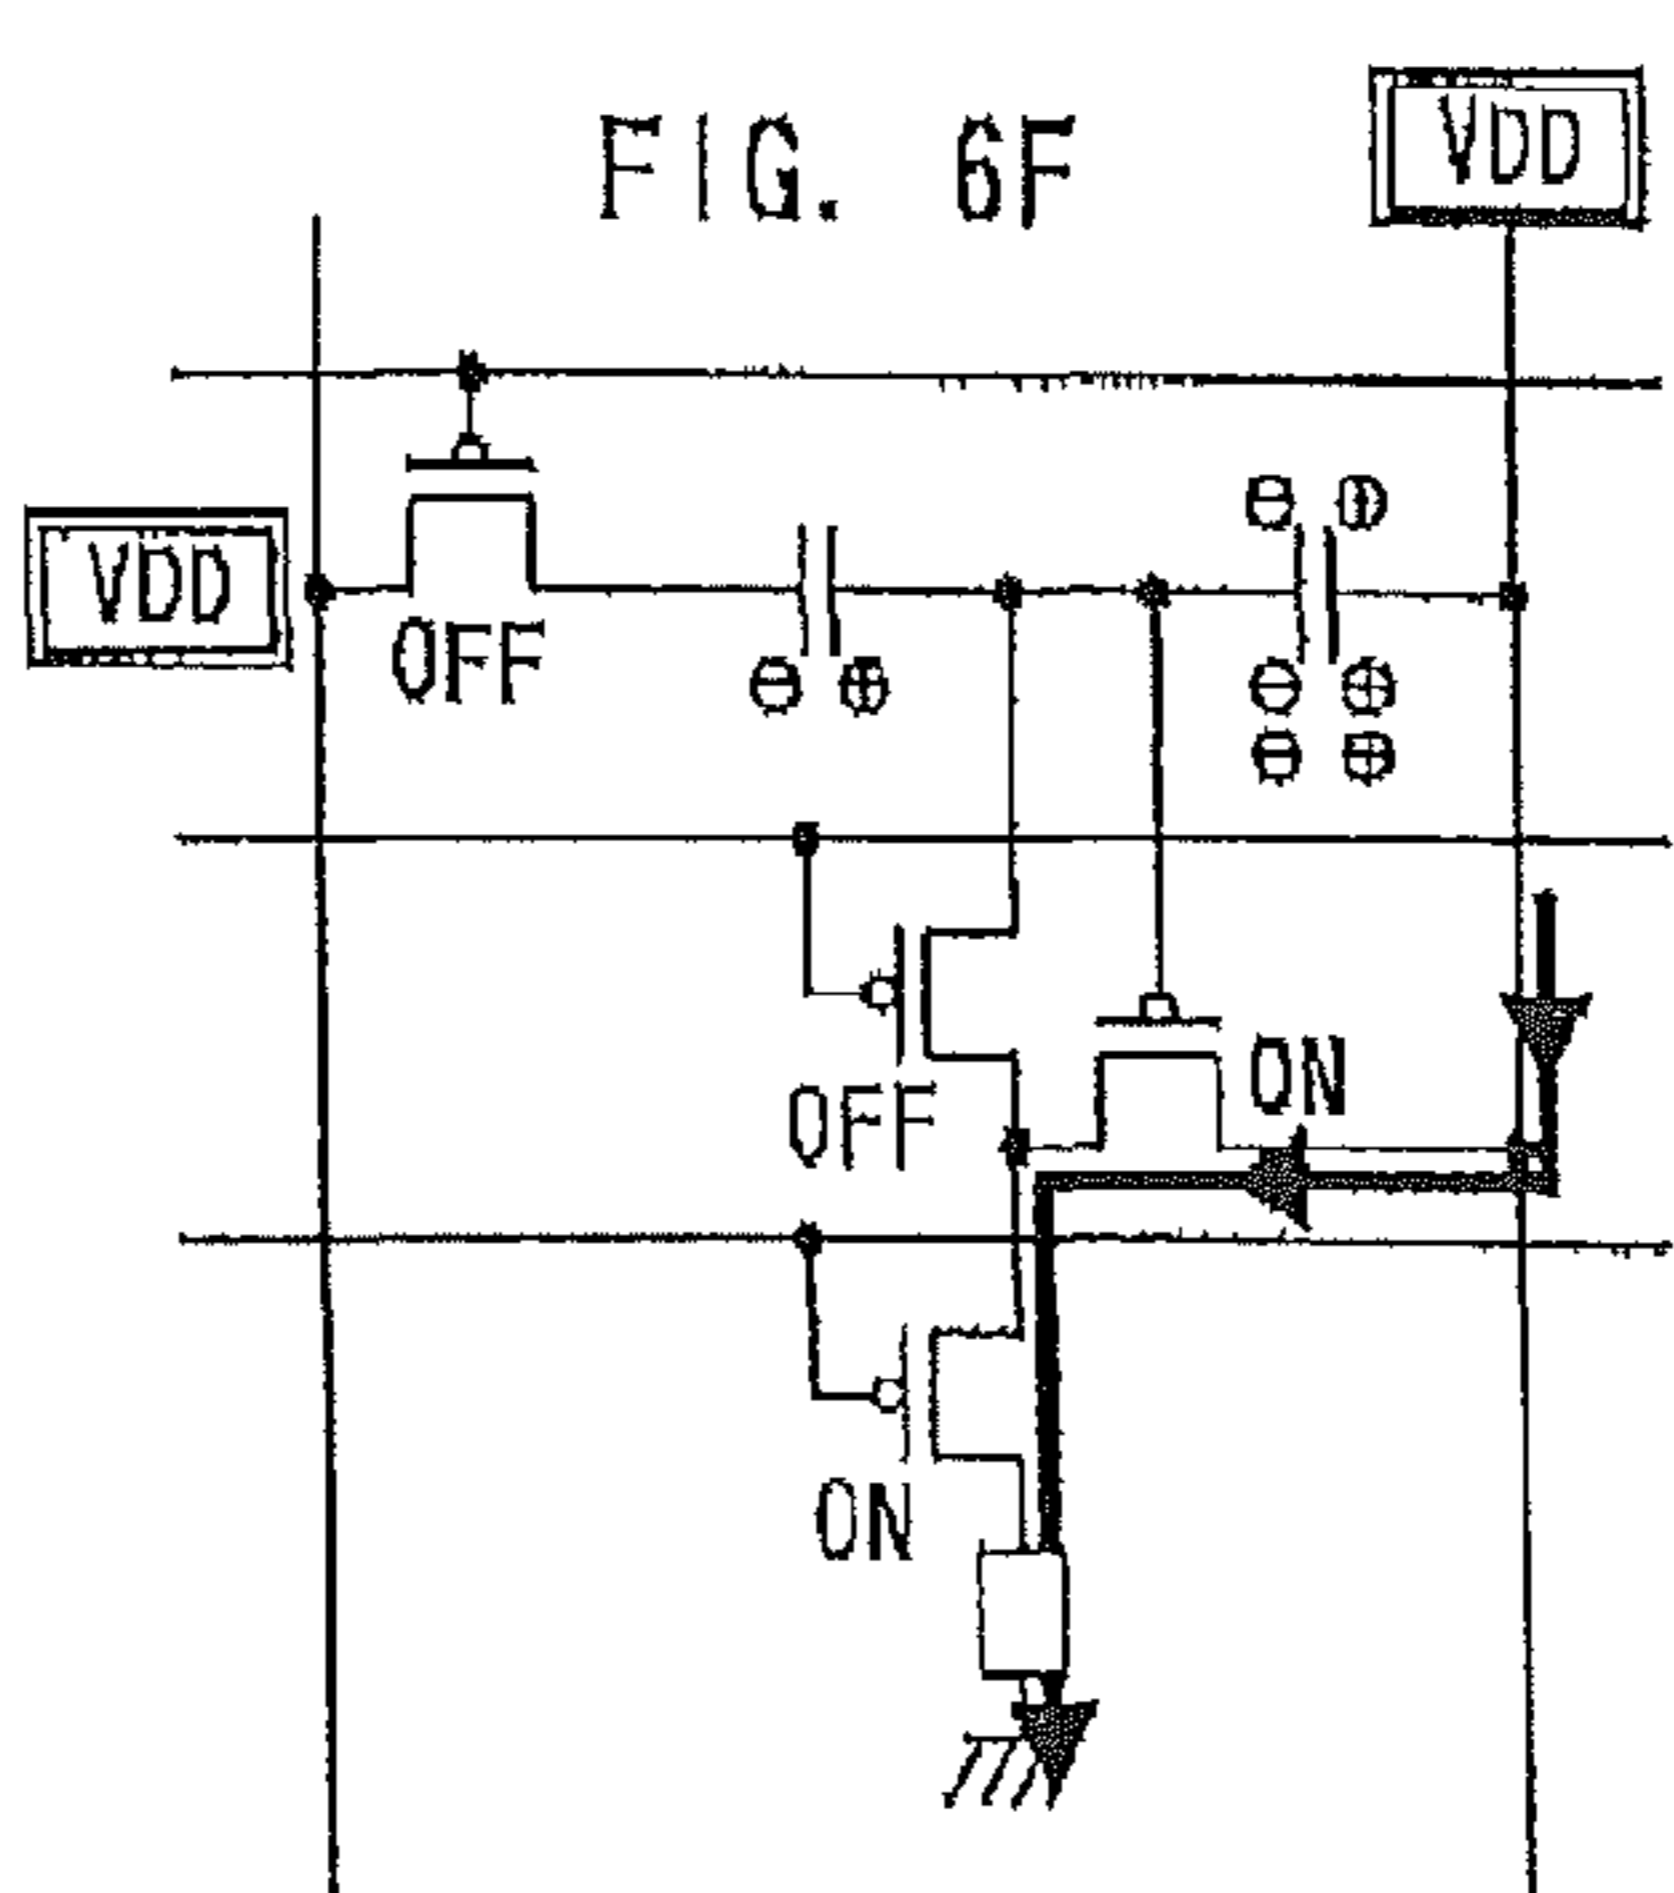 FIG. 6F
VDD
VDD
OFF
⊖ ⊕
⊖ ⊕
⊖ ⊕
⊖ ⊕
OFF
ON
ON